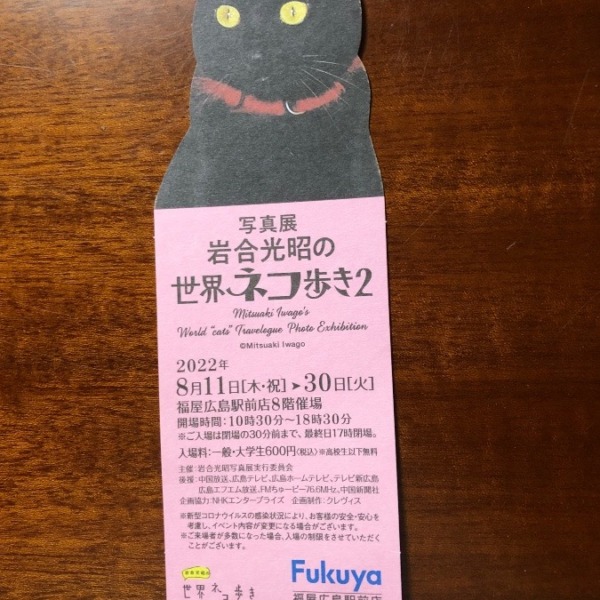 写真展
岩合光昭の
世界ネコ歩き2
Mitsuaki Iwago's
World "cats" Travelogue Photo Exhibition
©Mitsuaki Iwago
2022年
8月11日[木・祝]➤30日[火]
福屋広島駅前店8階催場
開場時間：10時30分～18時30分
※ご入場は閉場の30分前まで、最終日17時閉場。
入場料：一般・大学生600円(税込)※高校生以下無料
主催：岩合光昭写真展実行委員会
後援：中国放送、広島テレビ、広島ホームテレビ、テレビ新広島
広島エフエム放送、FMちゅーピー76.6MHz、中国新聞社
企画協力：NHKエンタープライズ 企画制作：クレヴィス
※新型コロナウイルスの感染状況により、お客様の安全・安心を
考慮し、イベント内容が変更になる場合がございます。
※ご来場者が多数になった場合、入場の制限をさせていただく
ことがございます。
岩合光昭の
世界ネコ歩き
Fukuya
福屋広島駅前店